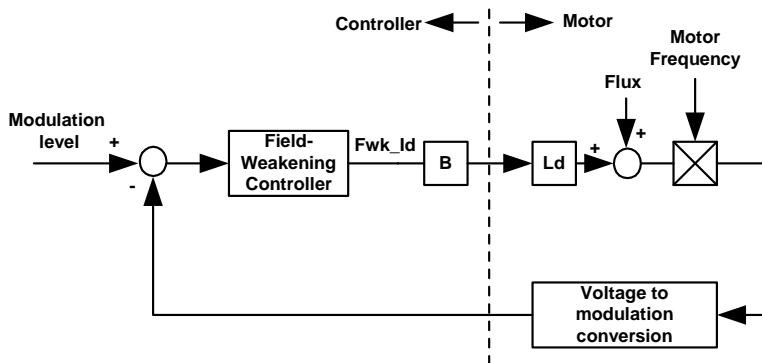 Controller
Motor
Motor
Frequency
Flux
Modulation
level
+
-
Field-
Weakening
Controller
Fwk_Id
B
Ld
+
+
Voltage to
modulation
conversion